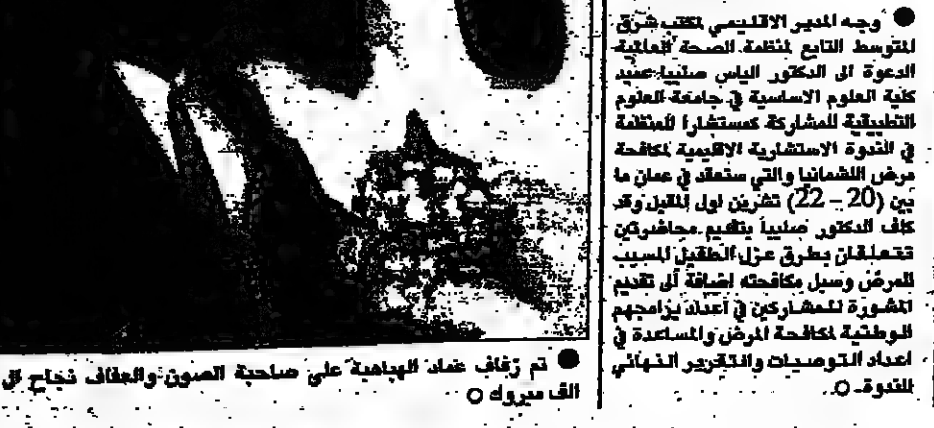 ● وجه المدير الاقليمي لمكتب شرق
المتوسط التابع لمنظمة الصحة العالمية
الدعوة الى الدكتور الياس صليبا عميد
كلية العلوم الاساسية في جامعة العلوم
التطبيقية للمشاركة كمستشارا للمنظمة
في الندوة الاستشارية الاقليمية لمكافحة
مرض اللشمانيا والتي ستعقد في عمان ما
بين (20 – 22) تشرين اول المقبل وقد
كلف الدكتور صليبا بتقديم محاضرتين
تتعلقان بطرق عزل الطفيل المسبب
للمرض وسبل مكافحته اضافة الى تقديم
المشورة للمشاركين في اعداد برامجهم
الوطنية لمكافحة المرض والمساعدة في
اعداد التوصيات والتقرير النهائي
للندوة. ○
● تم زفاف عماد الهباهبة على صاحبة الصون والعفاف نجاح
الف مبروك ○